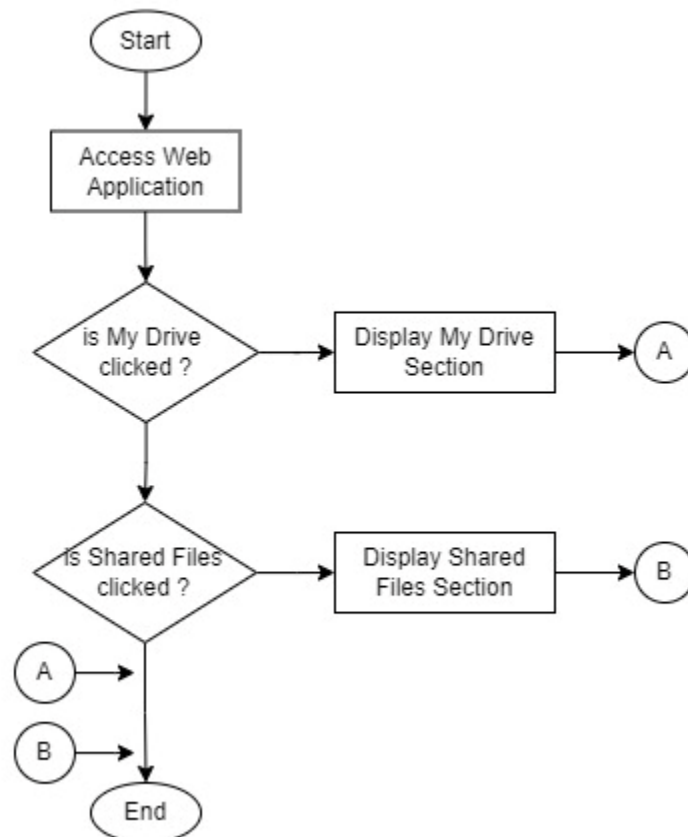 Start
Access Web
Application
is My Drive
clicked ?
Display My Drive
Section
A
is Shared Files
clicked ?
Display Shared
Files Section
B
A
B
End